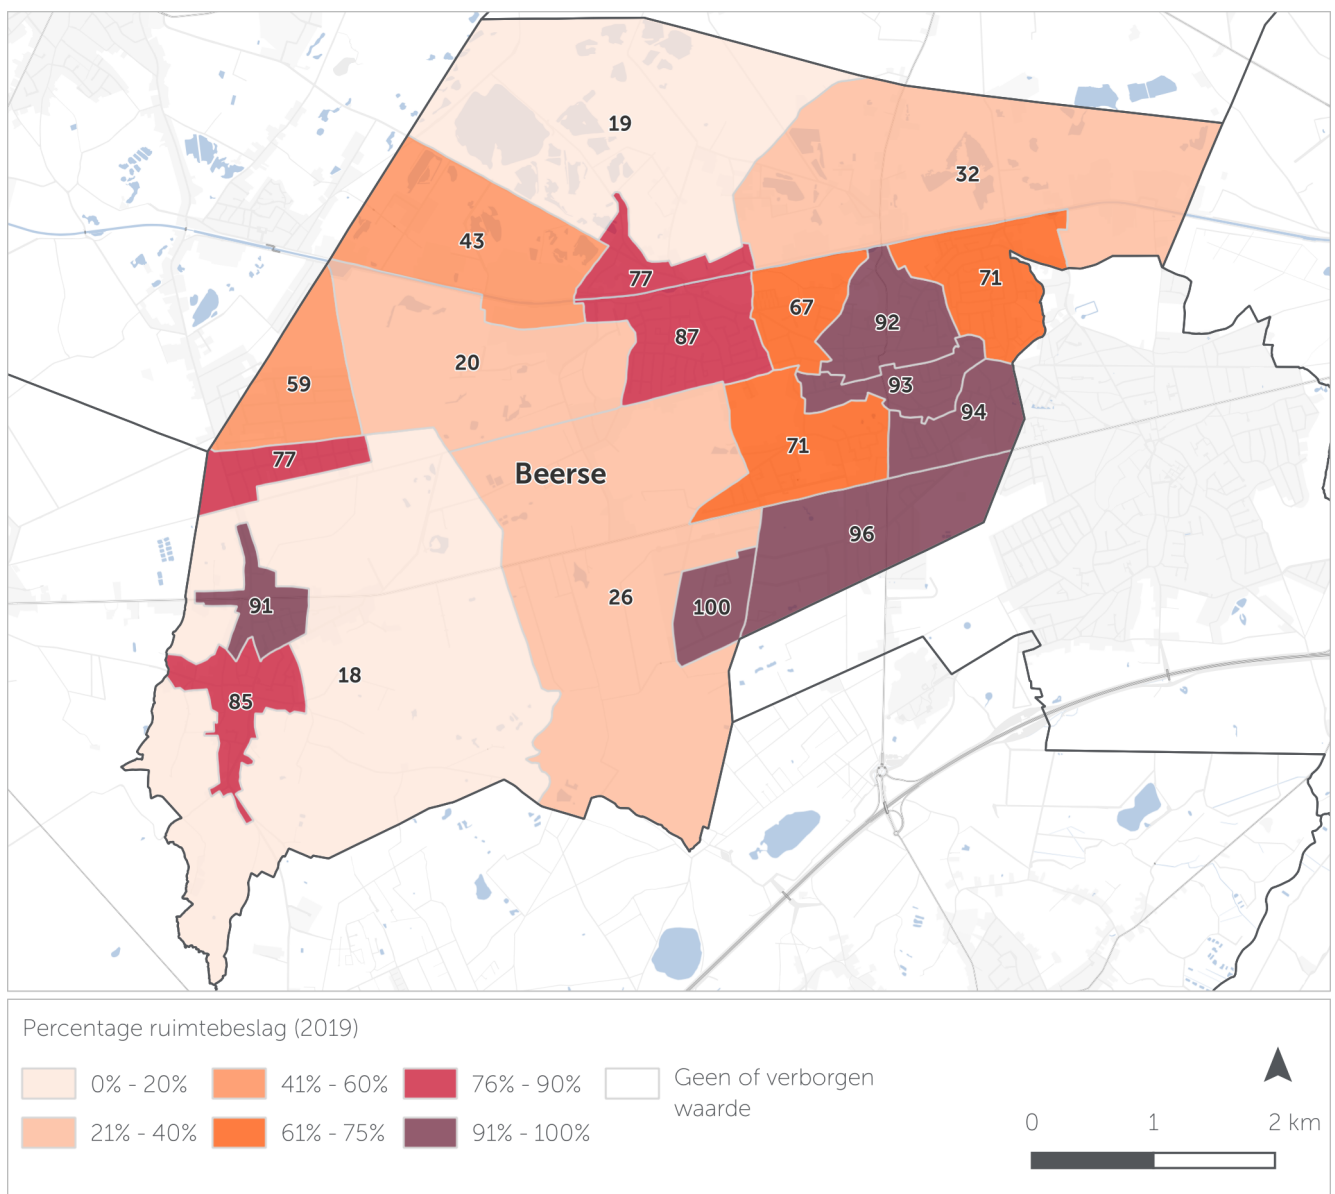 19
32
43
77
71
67
92
87
20
59
93
94
71
77
Beerse
96
26
100
91
18
85
Percentage ruimtebeslag (2019)
0% - 20%
41% - 60%
76% - 90%
Geen of verborgen
waarde
21% - 40%
61% - 75%
91% - 100%
0 1 2 km